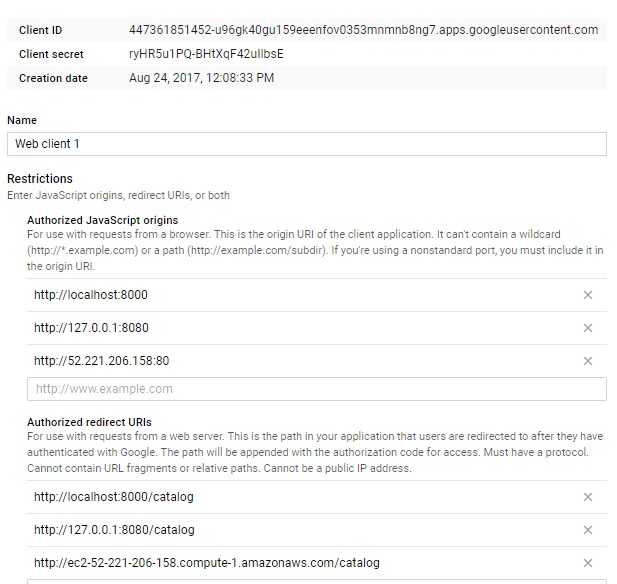 Client ID 447361851452-u96gk40gu159eeenfov0353mnmnb8ng7.apps.googleusercontent.com
Client secret ryHR5u1PQ-BHtXqF42uIlbsE
Creation date Aug 24, 2017, 12:08:33 PM
Name
Web client 1
Restrictions
Enter JavaScript origins, redirect URIs, or both
Authorized JavaScript origins
For use with requests from a browser. This is the origin URI of the client application. It can't contain a wildcard
(http://*.example.com) or a path (http://example.com/subdir). If you're using a nonstandard port, you must include it in
the origin URI.
http://localhost:8000
http://127.0.0.1:8080
http://52.221.206.158:80
http://www.example.com
Authorized redirect URIs
For use with requests from a web server. This is the path in your application that users are redirected to after they have
authenticated with Google. The path will be appended with the authorization code for access. Must have a protocol.
Cannot contain URL fragments or relative paths. Cannot be a public IP address.
http://localhost:8000/catalog
http://127.0.0.1:8080/catalog
http://ec2-52-221-206-158.compute-1.amazonaws.com/catalog